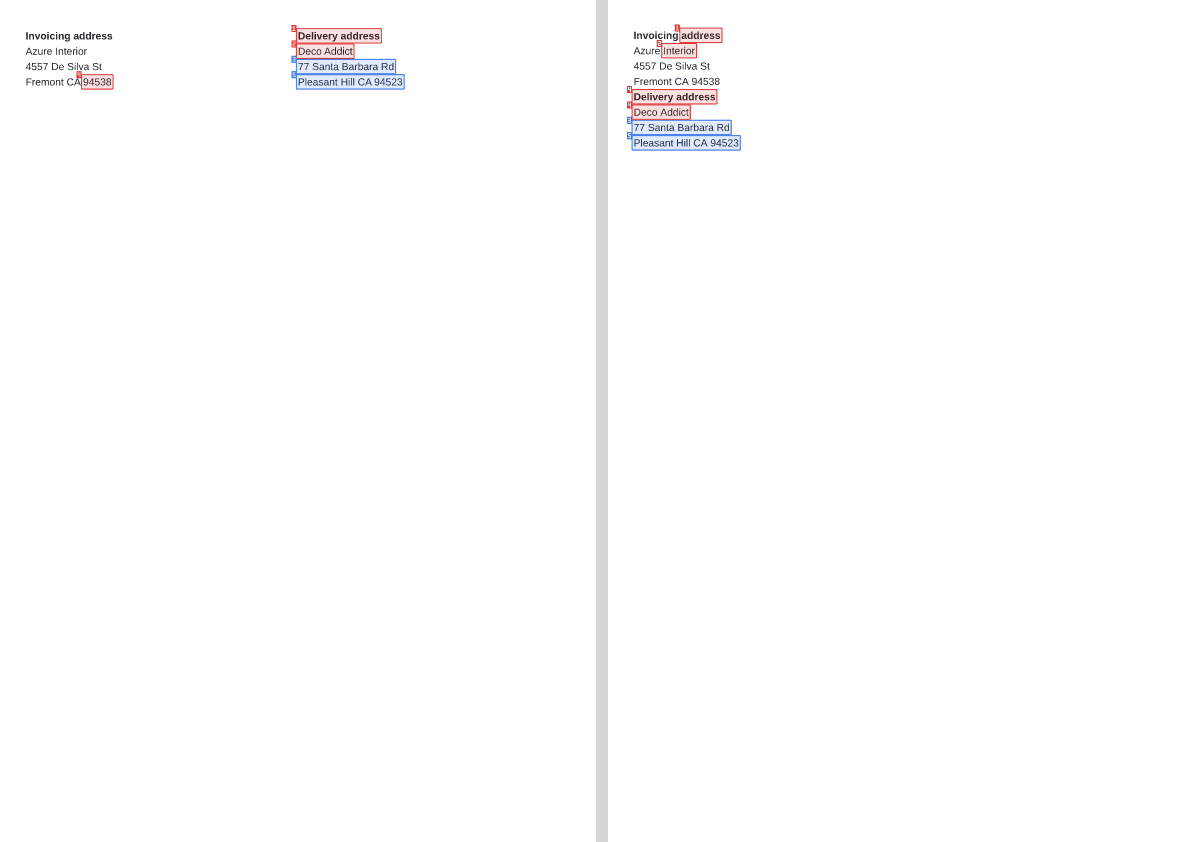 Invoicing address
Azure Interior
4557 De Silva St
Fremont CA 94538
Delivery address
Deco Addict
77 Santa Barbara Rd
Pleasant Hill CA 94523
Invoicing address
Azure Interior
4557 De Silva St
Fremont CA 94538
Delivery address
Deco Addict
77 Santa Barbara Rd
Pleasant Hill CA 94523